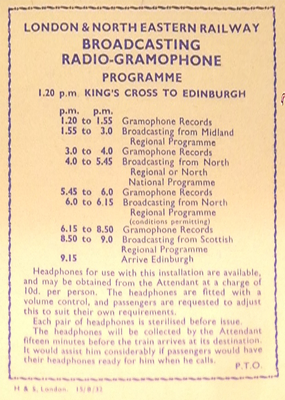 LONDON & NORTH EASTERN RAILWAY
BROADCASTING
RADIO-GRAMOPHONE
PROGRAMME
1.20 p.m. KING'S CROSS TO EDINBURGH
p.m. p.m.
1.20 to 1.55 Gramophone Records
1.55 to 3.0 Broadcasting from Midland
Regional Programme
3.0 to 4.0 Gramophone Records
4.0 to 5.45 Broadcasting from North
Regional or North
National Programme
5.45 to 6.0 Gramophone Records
6.0 to 6.15 Broadcasting from North
Regional Programme
(conditions permitting)
6.15 to 8.50 Gramophone Records
8.50 to 9.0 Broadcasting from Scottish
Regional Programme
9.15 Arrive Edinburgh
Headphones for use with this installation are available,
and may be obtained from the Attendant at a charge of
10d. per person. The headphones are fitted with a
volume control, and passengers are requested to adjust
this to suit their own requirements.
Each pair of headphones is sterilised before issue.
The headphones will be collected by the Attendant
fifteen minutes before the train arrives at its destination.
It would assist him considerably if passengers would have
their headphones ready for him when he calls.
P.T.O.
H & S, London. 15/8/32